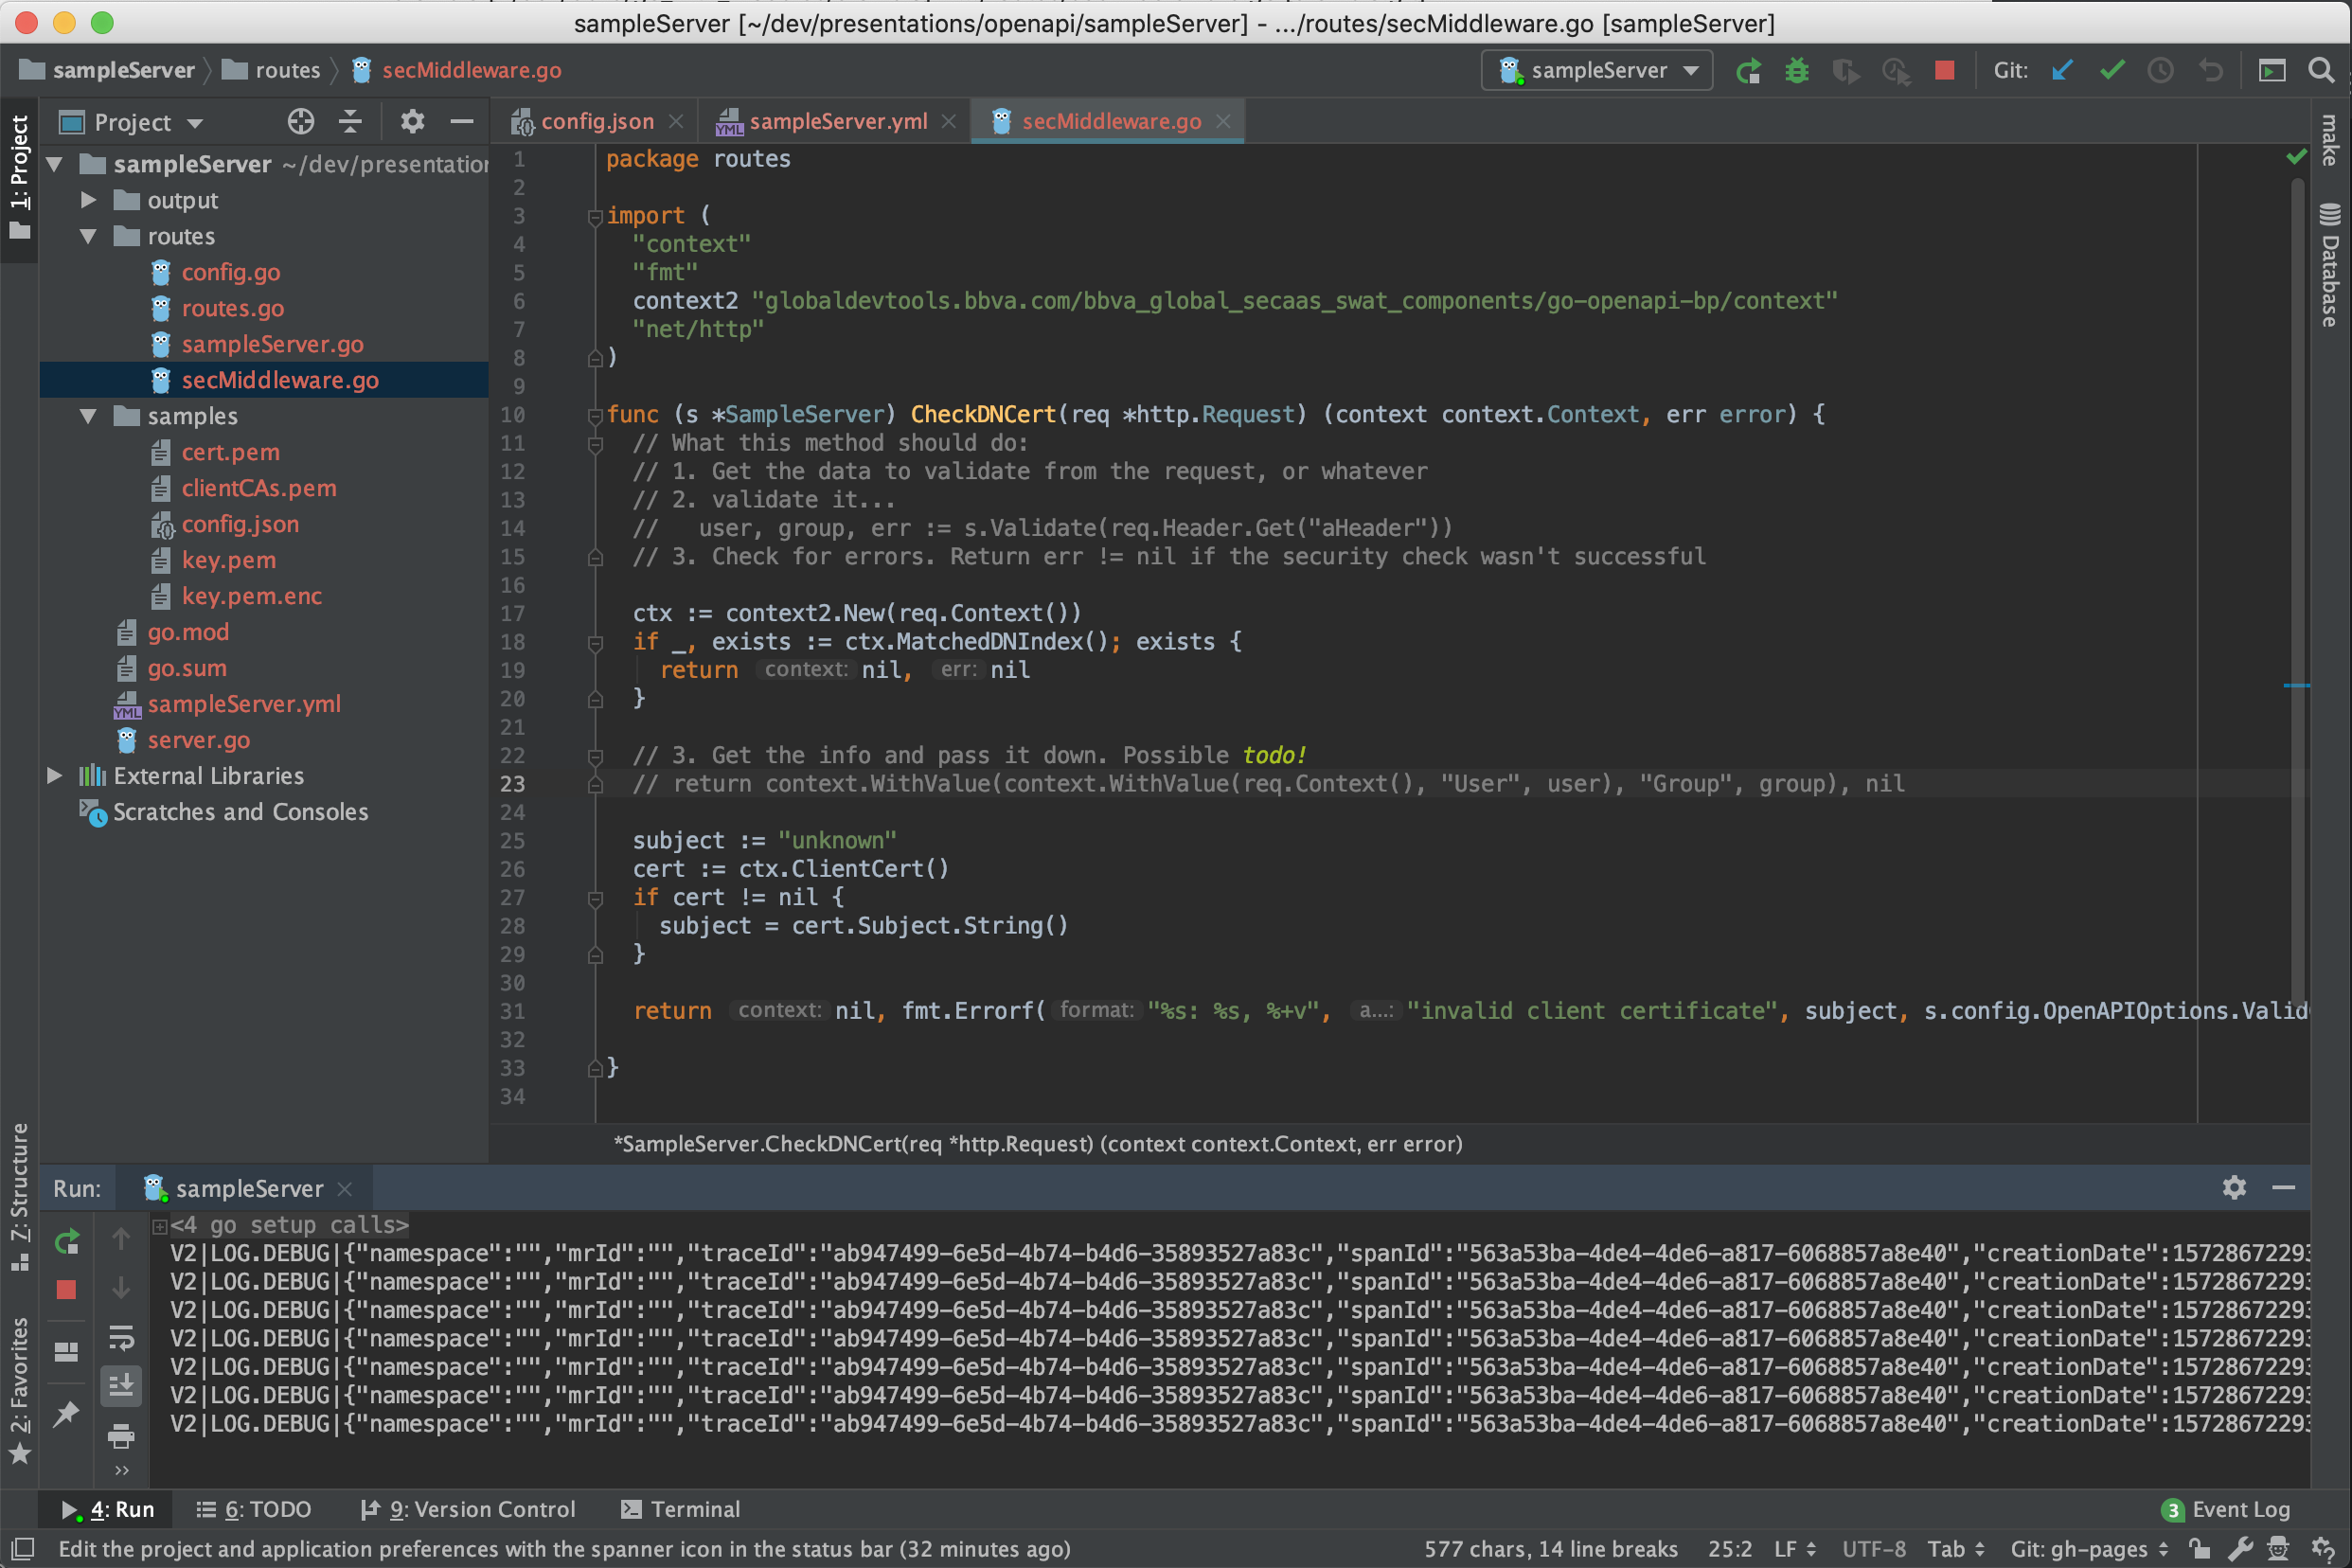 sampleServer [~/dev/presentations/openapi/sampleServer] - .../routes/secMiddleware.go [sampleServer]
sampleServer routes secMiddleware.go sampleServer Git:
1: Project
Project
sampleServer ~/dev/presentation
output
routes
config.go
routes.go
sampleServer.go
secMiddleware.go
samples
cert.pem
clientCAs.pem
config.json
key.pem
key.pem.enc
go.mod
go.sum
YML sampleServer.yml
server.go
External Libraries
Scratches and Consoles
config.json YML sampleServer.yml secMiddleware.go
1 package routes
2
3 import (
4 "context"
5 "fmt"
6 context2 "globaldevtools.bbva.com/bbva_global_secaas_swat_components/go-openapi-bp/context"
7 "net/http"
8 )
9
10 func (s *SampleServer) CheckDNCert(req *http.Request) (context context.Context, err error) {
11 // What this method should do:
12 // 1. Get the data to validate from the request, or whatever
13 // 2. validate it...
14 //   user, group, err := s.Validate(req.Header.Get("aHeader"))
15 // 3. Check for errors. Return err != nil if the security check wasn't successful
16
17 ctx := context2.New(req.Context())
18 if _, exists := ctx.MatchedDNIndex(); exists {
19 return context: nil, err: nil
20 }
21
22 // 3. Get the info and pass it down. Possible todo!
23 // return context.WithValue(context.WithValue(req.Context(), "User", user), "Group", group), nil
24
25 subject := "unknown"
26 cert := ctx.ClientCert()
27 if cert != nil {
28 subject = cert.Subject.String()
29 }
30
31 return context: nil, fmt.Errorf( format: "%s: %s, %+v", a...: "invalid client certificate", subject, s.config.OpenAPIOptions.Valid
32
33 }
34
*SampleServer.CheckDNCert(req *http.Request) (context context.Context, err error)
make
Database
Z: Structure
2: Favorites
Run: sampleServer
<4 go setup calls>
V2|LOG.DEBUG|{"namespace":"","mrId":"","traceId":"ab947499-6e5d-4b74-b4d6-35893527a83c","spanId":"563a53ba-4de4-4de6-a817-6068857a8e40","creationDate":15728672293
V2|LOG.DEBUG|{"namespace":"","mrId":"","traceId":"ab947499-6e5d-4b74-b4d6-35893527a83c","spanId":"563a53ba-4de4-4de6-a817-6068857a8e40","creationDate":15728672293
V2|LOG.DEBUG|{"namespace":"","mrId":"","traceId":"ab947499-6e5d-4b74-b4d6-35893527a83c","spanId":"563a53ba-4de4-4de6-a817-6068857a8e40","creationDate":15728672293
V2|LOG.DEBUG|{"namespace":"","mrId":"","traceId":"ab947499-6e5d-4b74-b4d6-35893527a83c","spanId":"563a53ba-4de4-4de6-a817-6068857a8e40","creationDate":15728672293
V2|LOG.DEBUG|{"namespace":"","mrId":"","traceId":"ab947499-6e5d-4b74-b4d6-35893527a83c","spanId":"563a53ba-4de4-4de6-a817-6068857a8e40","creationDate":15728672293
V2|LOG.DEBUG|{"namespace":"","mrId":"","traceId":"ab947499-6e5d-4b74-b4d6-35893527a83c","spanId":"563a53ba-4de4-4de6-a817-6068857a8e40","creationDate":15728672293
V2|LOG.DEBUG|{"namespace":"","mrId":"","traceId":"ab947499-6e5d-4b74-b4d6-35893527a83c","spanId":"563a53ba-4de4-4de6-a817-6068857a8e40","creationDate":15728672293
4: Run 6: TODO 9: Version Control Terminal 3 Event Log
Edit the project and application preferences with the spanner icon in the status bar (32 minutes ago) 577 chars, 14 line breaks 25:2 LF UTF-8 Tab Git: gh-pages